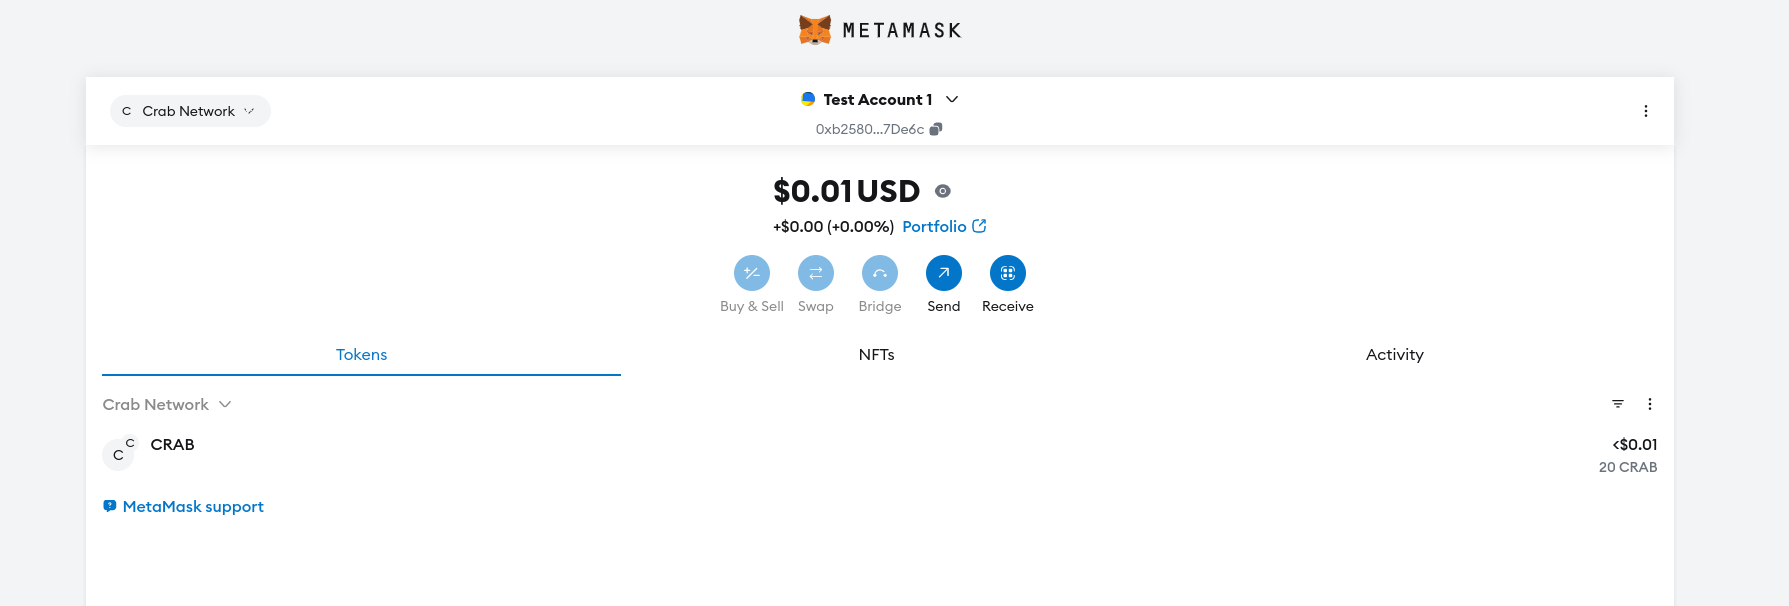 METAMASK
C Crab Network
Test Account 1
0xb2580...7De6c
$0.01 USD
+$0.00 (+0.00%) Portfolio
Buy & Sell Swap Bridge Send Receive
Tokens NFTs Activity
Crab Network
C C CRAB <$0.01
20 CRAB
MetaMask support